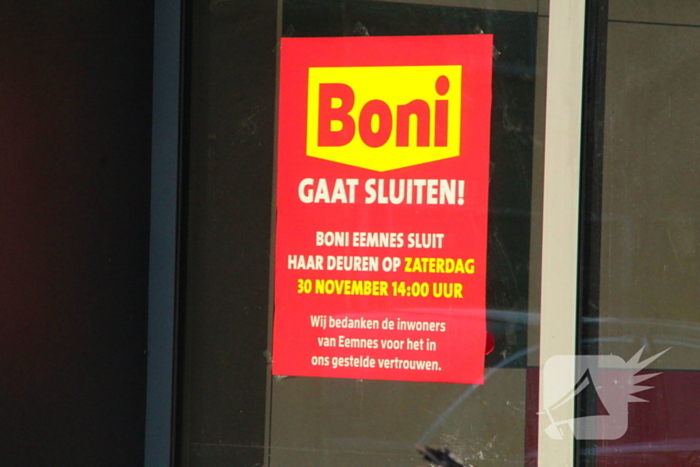 Boni
GAAT SLUITEN!
BONI EEMNES SLUIT
HAAR DEUREN OP ZATERDAG
30 NOVEMBER 14:00 UUR
Wij bedanken de inwoners
van Eemnes voor het in
ons gestelde vertrouwen.